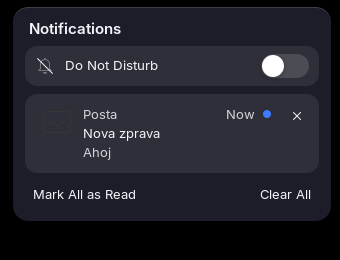 Notifications
Do Not Disturb
Posta Now
Nova zprava
Ahoj
Mark All as Read Clear All